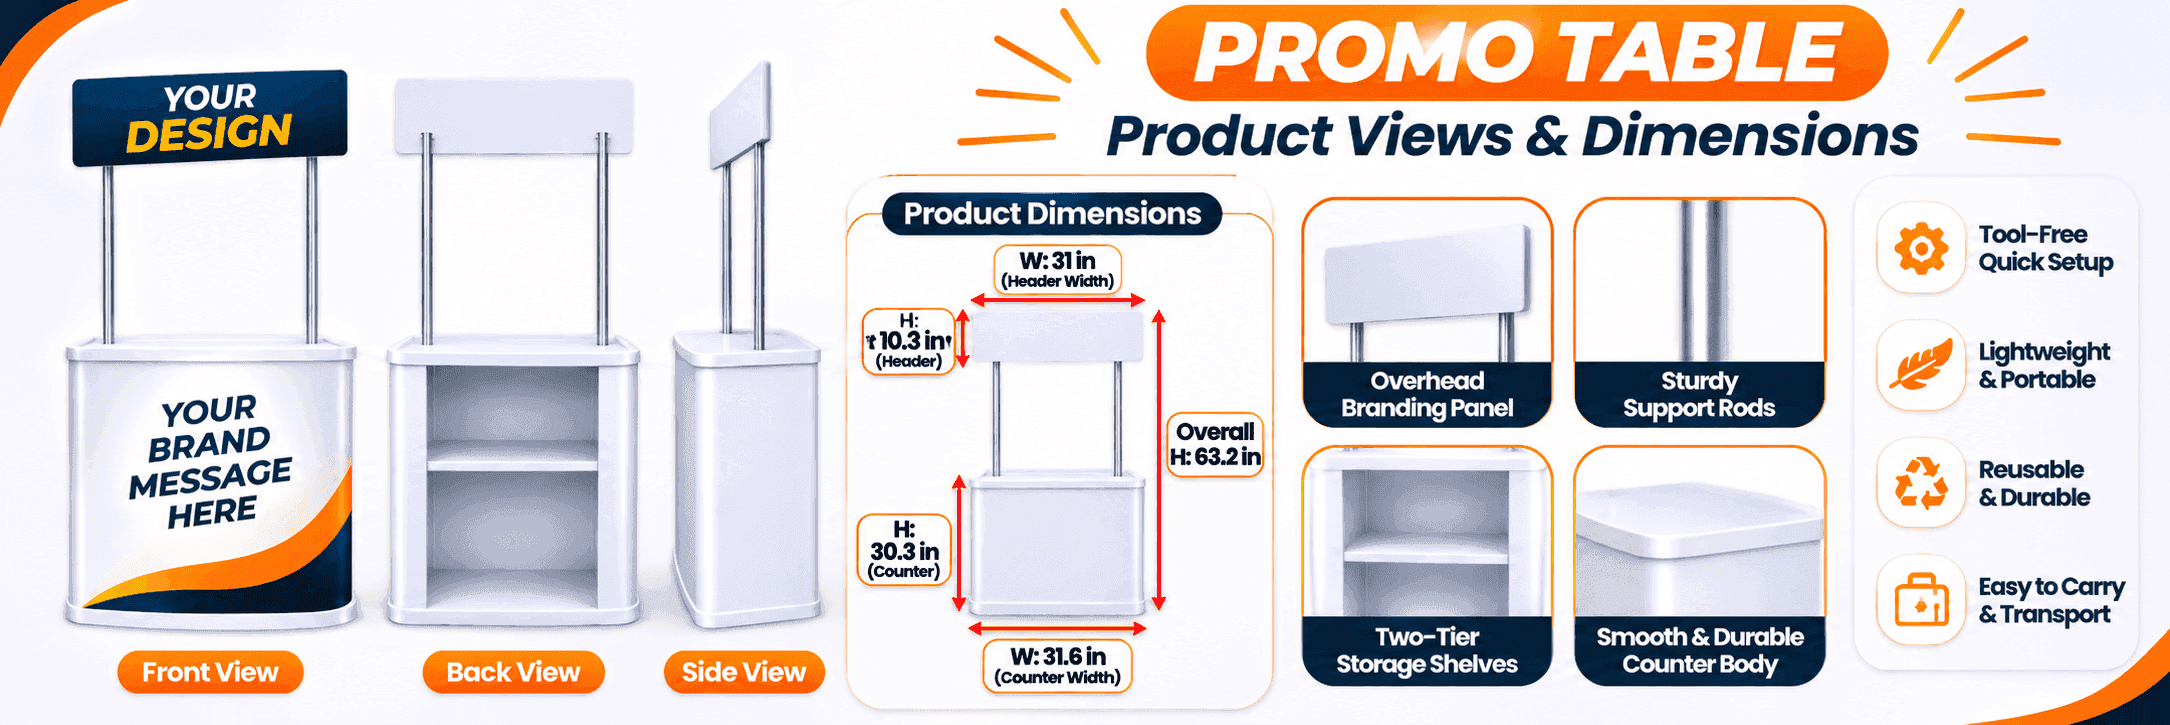 PROMO TABLE
Product Views & Dimensions
YOUR
DESIGN
YOUR
BRAND
MESSAGE
HERE
Front View
Back View
Side View
Product Dimensions
W: 31 in
(Header Width)
H:
10.3 in
(Header)
Overall
H: 63.2 in
H:
30.3 in
(Counter)
W: 31.6 in
(Counter Width)
Overhead
Branding Panel
Sturdy
Support Rods
Two-Tier
Storage Shelves
Smooth & Durable
Counter Body
Tool-Free
Quick Setup
Lightweight
& Portable
Reusable
& Durable
Easy to Carry
& Transport